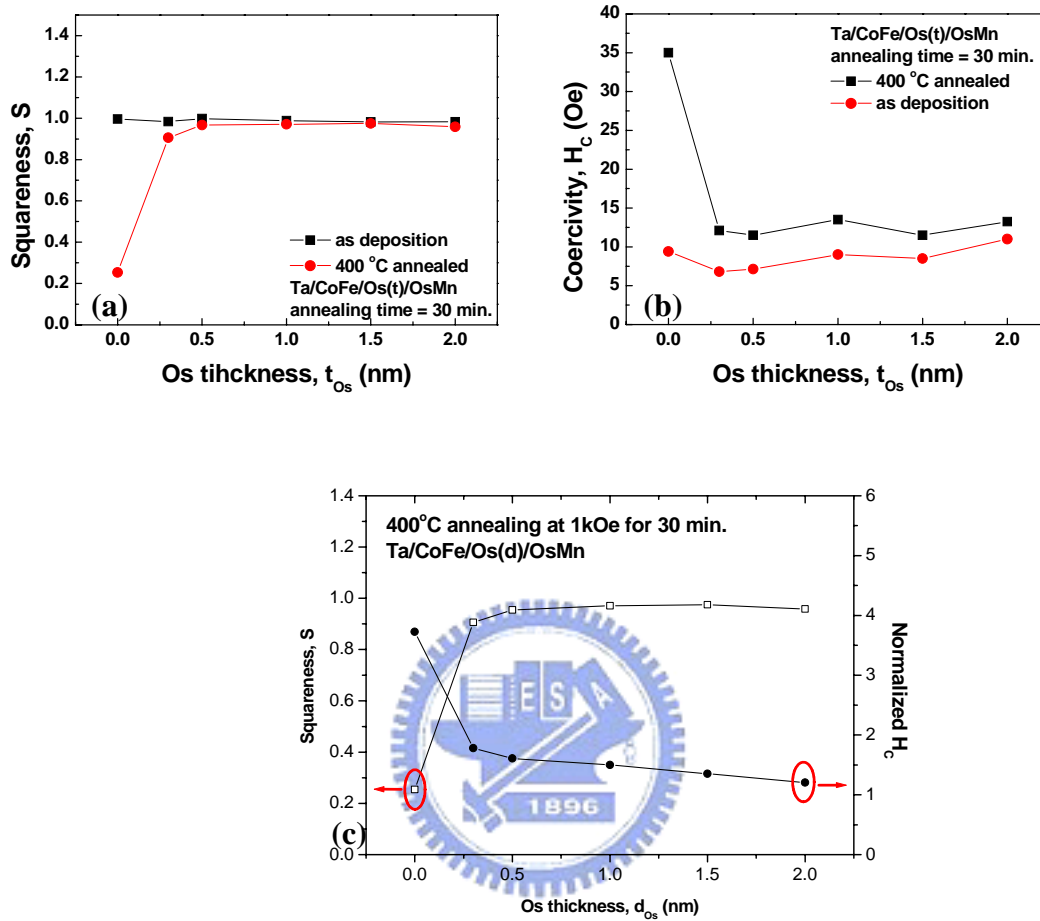 1.4
1.2
1.0
0.8
0.6
0.4
0.2
0.0
Squareness, S
as deposition
400 °C annealed
Ta/CoFe/Os(t)/OsMn
annealing time = 30 min.
(a)
0.0 0.5 1.0 1.5 2.0
Os tihckness, tOs (nm)
40
35
30
25
20
15
10
5
0
Coercivity, HC (Oe)
Ta/CoFe/Os(t)/OsMn
annealing time = 30 min.
400 °C annealed
as deposition
(b)
0.0 0.5 1.0 1.5 2.0
Os thickness, tOs (nm)
1.4
1.2
1.0
0.8
0.6
0.4
0.2
0.0
Squareness, S
400°C annealing at 1kOe for 30 min.
Ta/CoFe/Os(d)/OsMn
E S A
1896
(c)
6
5
4
3
2
1
0
Normalized HC
0.0 0.5 1.0 1.5 2.0
Os thickness, dOs (nm)